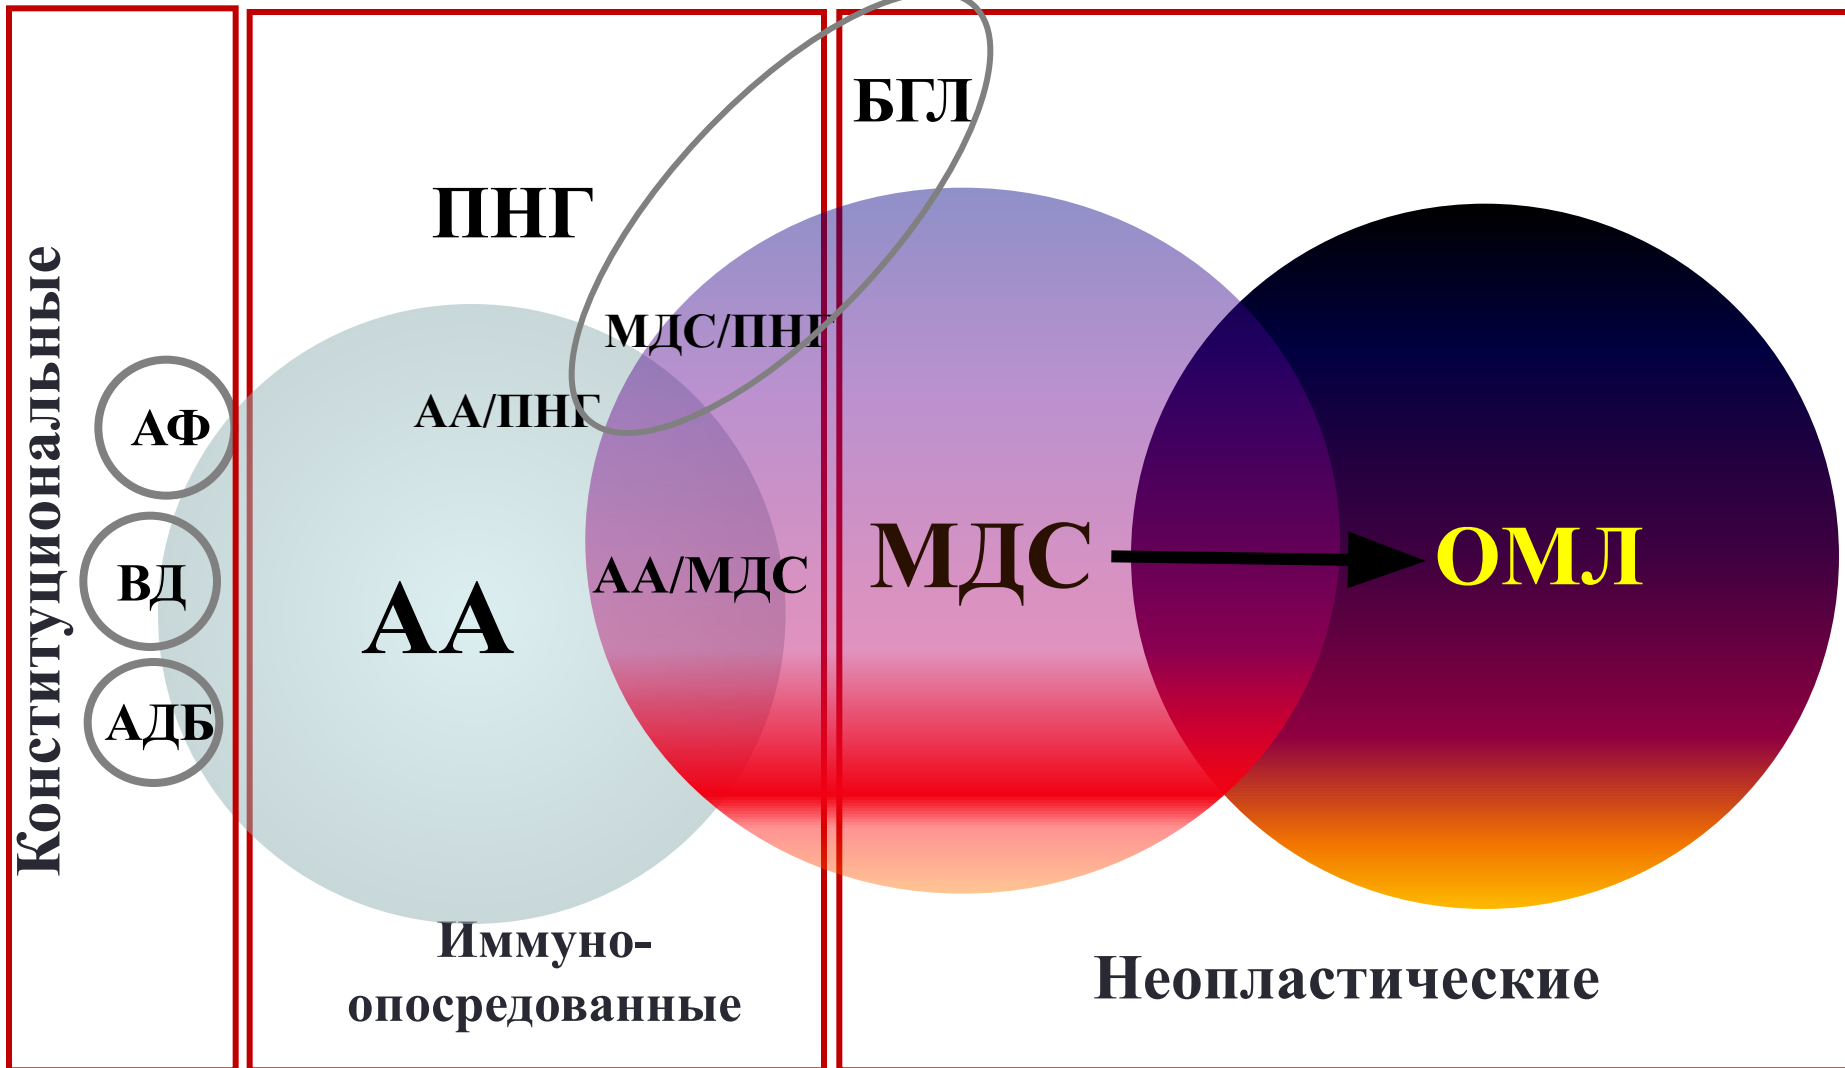 Конституциональные
АФ
ВД
АДБ
ПНГ
МДС/ПНГ
АА/ПНГ
АА/МДС
АА
Иммуно-
опосредованные
БГЛ
МДС
ОМЛ
Неопластические